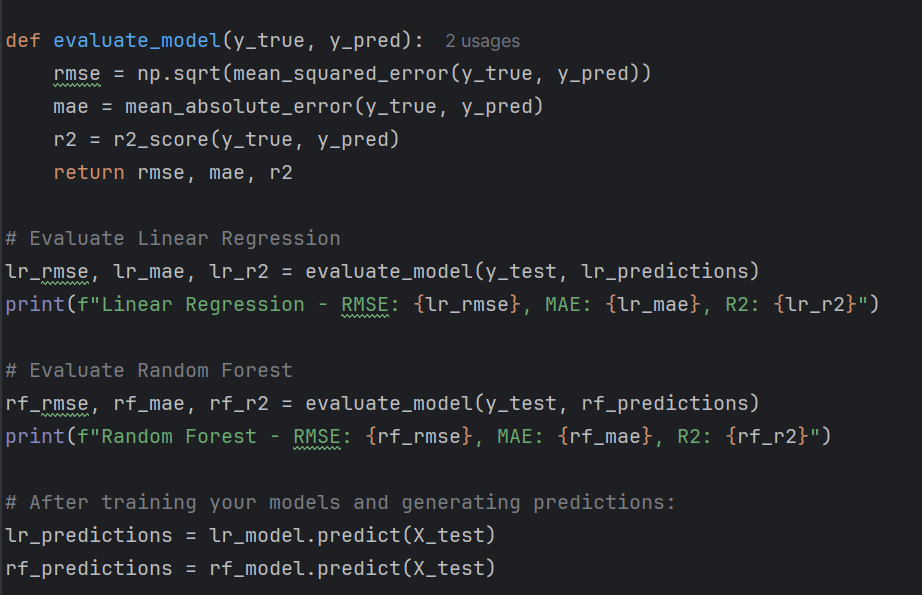 def evaluate_model(y_true, y_pred): 2 usages
    rmse = np.sqrt(mean_squared_error(y_true, y_pred))
    mae = mean_absolute_error(y_true, y_pred)
    r2 = r2_score(y_true, y_pred)
    return rmse, mae, r2
# Evaluate Linear Regression
lr_rmse, lr_mae, lr_r2 = evaluate_model(y_test, lr_predictions)
print(f"Linear Regression - RMSE: {lr_rmse}, MAE: {lr_mae}, R2: {lr_r2}")
# Evaluate Random Forest
rf_rmse, rf_mae, rf_r2 = evaluate_model(y_test, rf_predictions)
print(f"Random Forest - RMSE: {rf_rmse}, MAE: {rf_mae}, R2: {rf_r2}")
# After training your models and generating predictions:
lr_predictions = lr_model.predict(X_test)
rf_predictions = rf_model.predict(X_test)